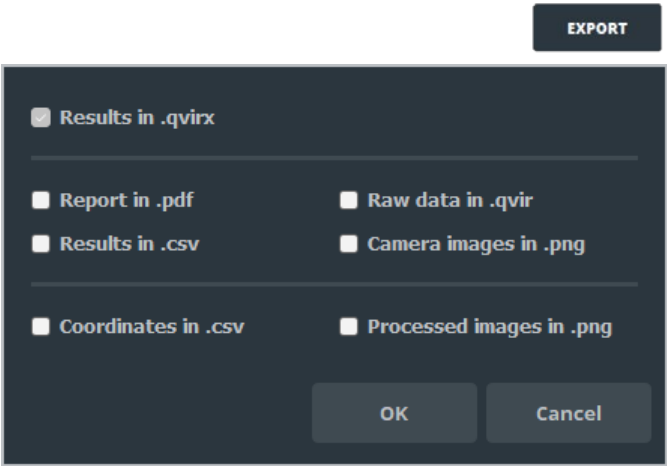 EXPORT
Results in .qvirx
Report in .pdf
Raw data in .qvir
Results in .csv
Camera images in .png
Coordinates in .csv
Processed images in .png
OK
Cancel